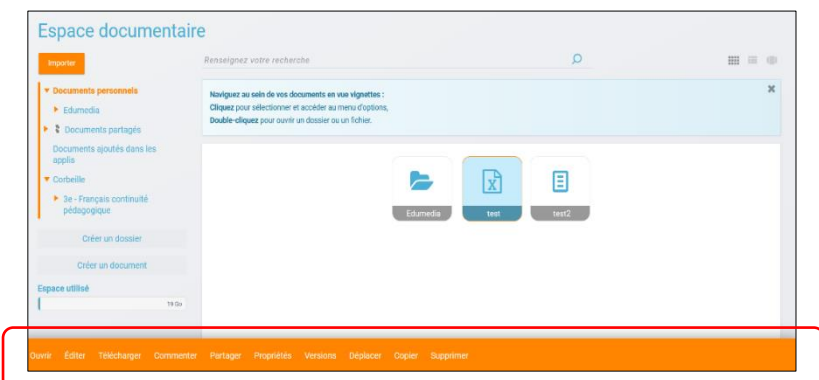 Espace documentaire
Importer
Renseignez votre recherche
Documents personnels
Edumedia
Documents partagés
Documents ajoutés dans les
applis
Corbeille
3e - Français continuité
pédagogique
Créer un dossier
Créer un document
Espace utilisé
19 Go
Naviguez au sein de vos documents en vue vignettes :
Cliquez pour sélectionner et accéder au menu d'options,
Double-cliquez pour ouvrir un dossier ou un fichier.
X
Edumedia
test
test2
Ouvrir Éditer Télécharger Commenter Partager Propriétés Versions Déplacer Copier Supprimer